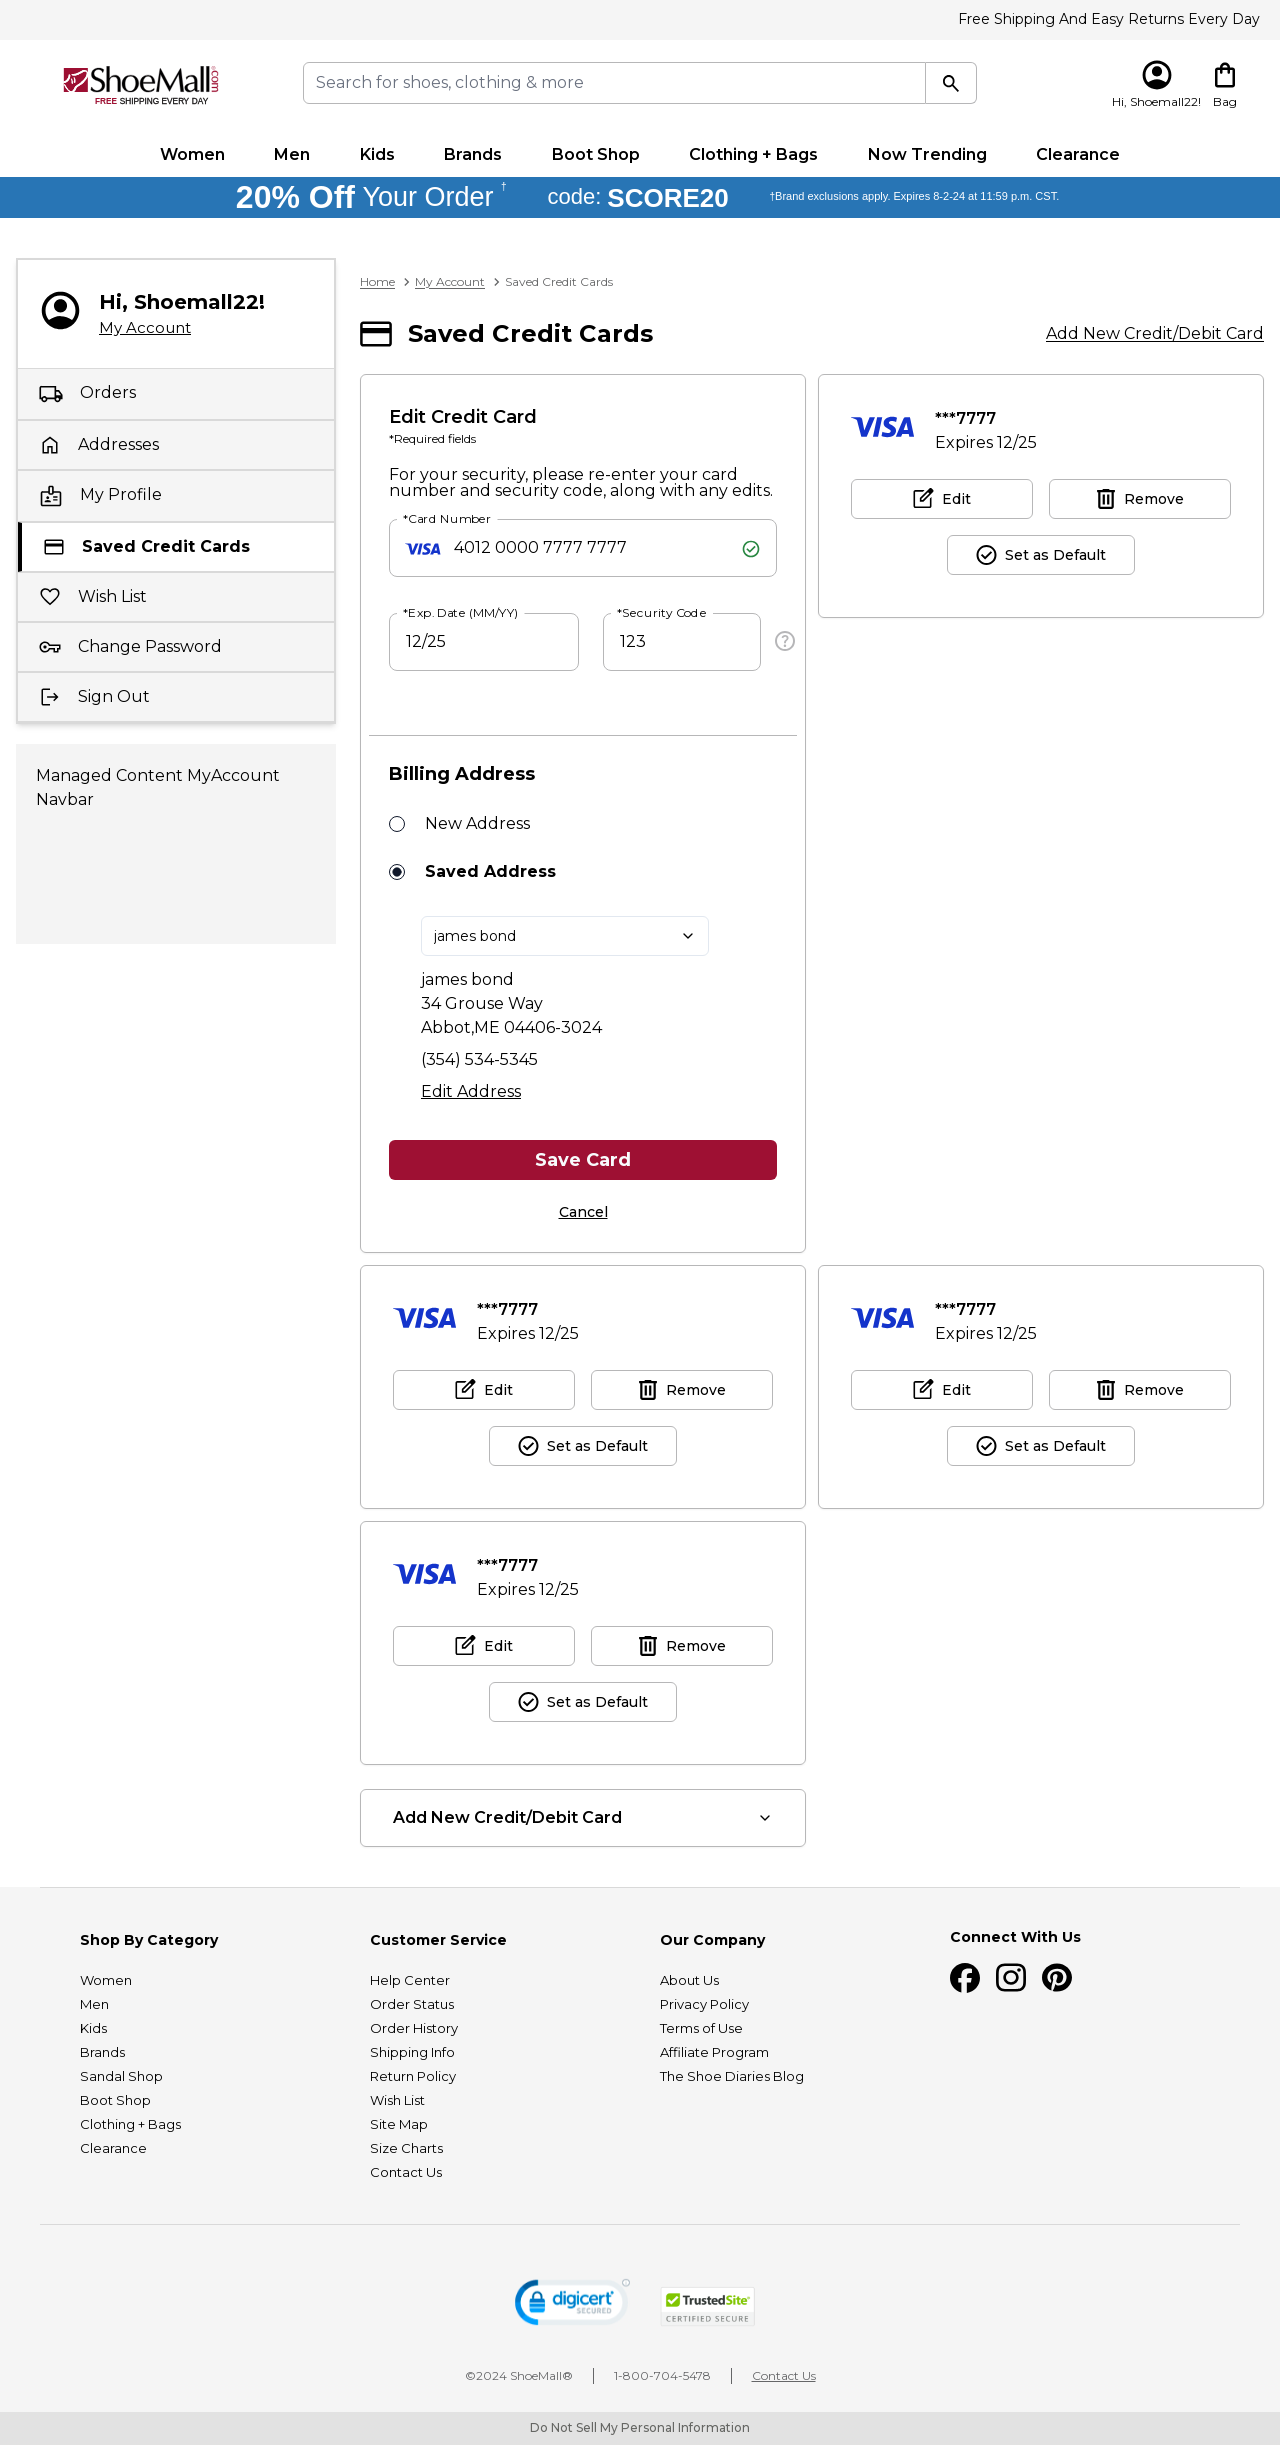 Free Shipping And Easy Returns Every Day
ShoeMall.com
FREE SHIPPING EVERY DAY
Search for shoes, clothing & more
Hi, Shoemall22!
Bag
Women
Men
Kids
Brands
Boot Shop
Clothing + Bags
Now Trending
Clearance
20% Off Your Order †
code: SCORE20
†Brand exclusions apply. Expires 8-2-24 at 11:59 p.m. CST.
Hi, Shoemall22!
My Account
Orders
Addresses
My Profile
Saved Credit Cards
Wish List
Change Password
Sign Out
Managed Content MyAccount
Navbar
Home
My Account
Saved Credit Cards
Saved Credit Cards
Add New Credit/Debit Card
Edit Credit Card
*Required fields
For your security, please re-enter your card
number and security code, along with any edits.
*Card Number
VISA
4012 0000 7777 7777
*Exp. Date (MM/YY)
12/25
*Security Code
123
Billing Address
New Address
Saved Address
james bond
james bond
34 Grouse Way
Abbot,ME 04406-3024
(354) 534-5345
Edit Address
Save Card
Cancel
VISA
***7777
Expires 12/25
Edit
Remove
Set as Default
VISA
***7777
Expires 12/25
Edit
Remove
Set as Default
VISA
***7777
Expires 12/25
Edit
Remove
Set as Default
VISA
***7777
Expires 12/25
Edit
Remove
Set as Default
Add New Credit/Debit Card
Shop By Category
Women
Men
Kids
Brands
Sandal Shop
Boot Shop
Clothing + Bags
Clearance
Customer Service
Help Center
Order Status
Order History
Shipping Info
Return Policy
Wish List
Site Map
Size Charts
Contact Us
Our Company
About Us
Privacy Policy
Terms of Use
Affiliate Program
The Shoe Diaries Blog
Connect With Us
digicert
SECURED
TrustedSite
CERTIFIED SECURE
©2024 ShoeMall®
1-800-704-5478
Contact Us
Do Not Sell My Personal Information